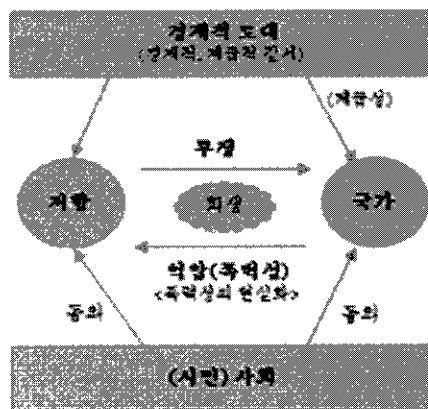 경제적 토대
(경제적, 계급적 질서)
(계급성)
투쟁
저항
희생
국가
억압(폭력성)
<폭력성의 현실화>
동의
동의
(시민) 사회